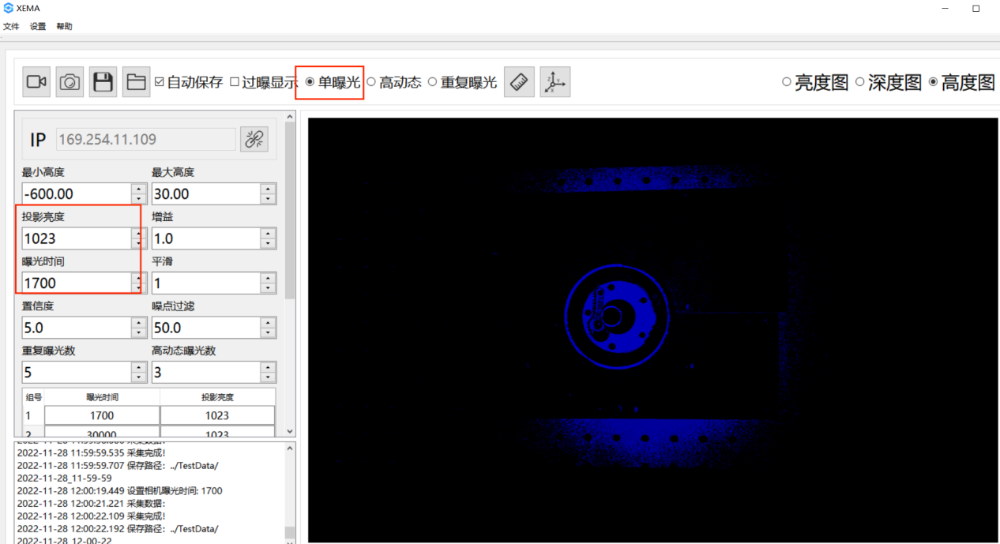 XEMA
文件 设置 帮助
自动保存 过曝显示 单曝光 高动态 重复曝光 亮度图 深度图 高度图
IP 169.254.11.109
最小高度 最大高度
-600.00 30.00
投影亮度 增益
1023 1.0
曝光时间 平滑
1700 1
置信度 噪点过滤
5.0 50.0
重复曝光数 高动态曝光数
5 3
组号 曝光时间 投影亮度
1 1700 1023
2 30000 1023
2022-11-28 11:59:59.535 采集完成!
2022-11-28 11:59:59.707 保存路径: ../TestData/
2022-11-28_11-59-59
2022-11-28 12:00:19.449 设置相机曝光时间: 1700
2022-11-28 12:00:21.221 采集数据:
2022-11-28 12:00:22.109 采集完成!
2022-11-28 12:00:22.192 保存路径: ../TestData/
2022-11-28_12-00-22